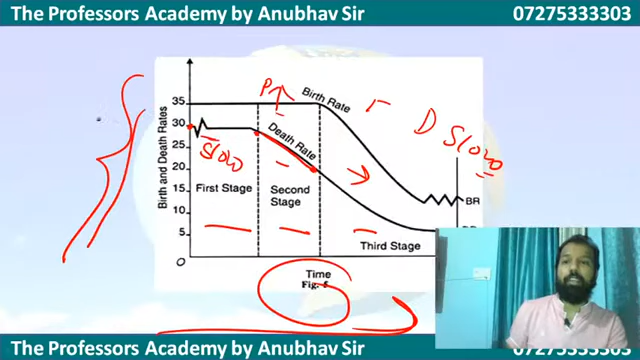 The Professors Academy by Anubhav Sir
07275333303
P
Birth Rate
D Slow
Death Rate
Slow
Birth and Death Rates
35
30
25
20
15
10
5
0
First Stage
Second
Stage
Third Stage
BR
Time
The Professors Academy by Anubhav Sir
07275333303